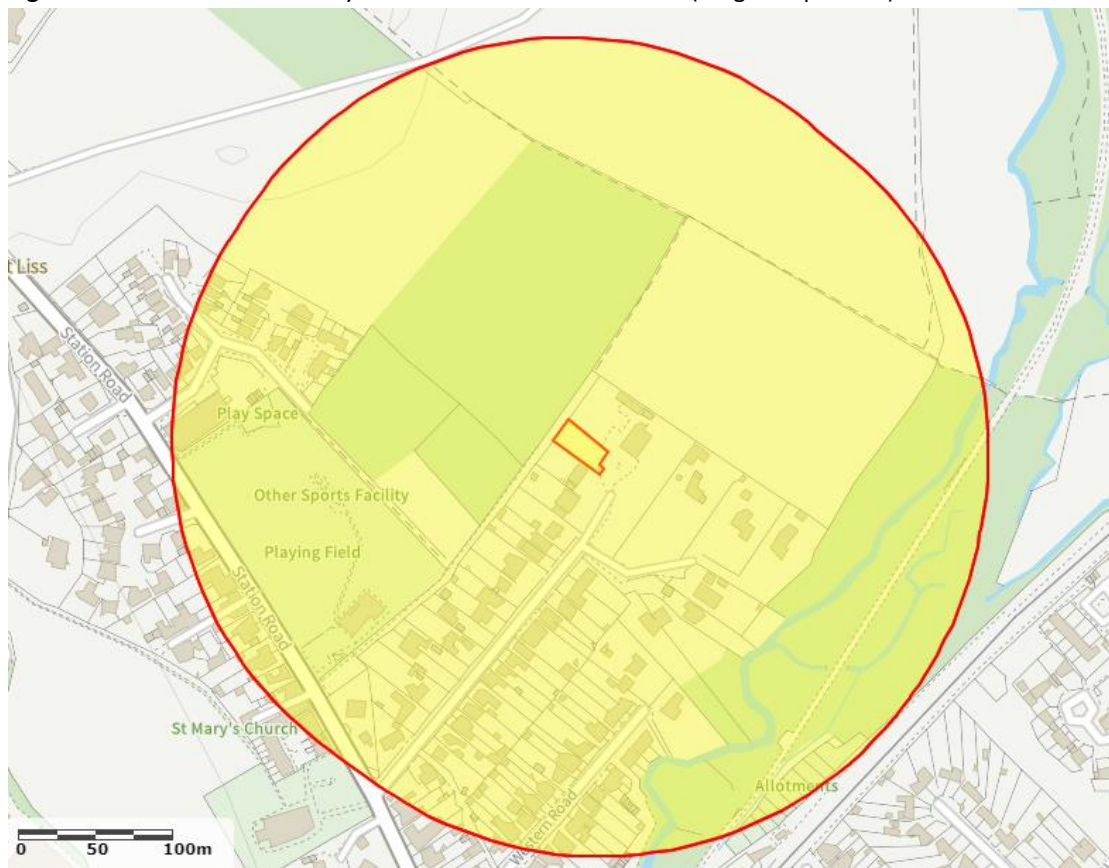 t Liss
Station Road
Play Space
Other Sports Facility
Playing Field
Station Road
St Mary's Church
Allotments
Western Road
0 50 100m